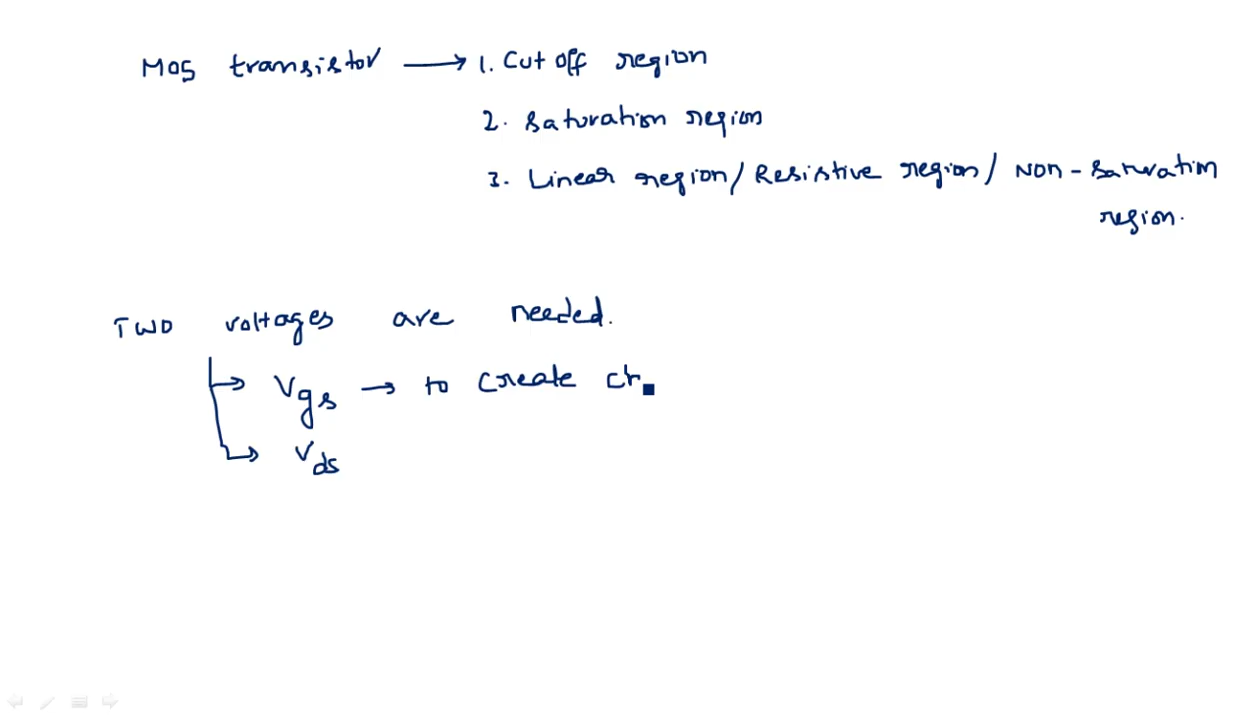 MOS transistor → 1. Cut off region
2. Saturation region
3. Linear region/ Resistive region/ Non-Saturation
region.
Two voltages are needed.
→ Vgs → to create ch
→ Vds